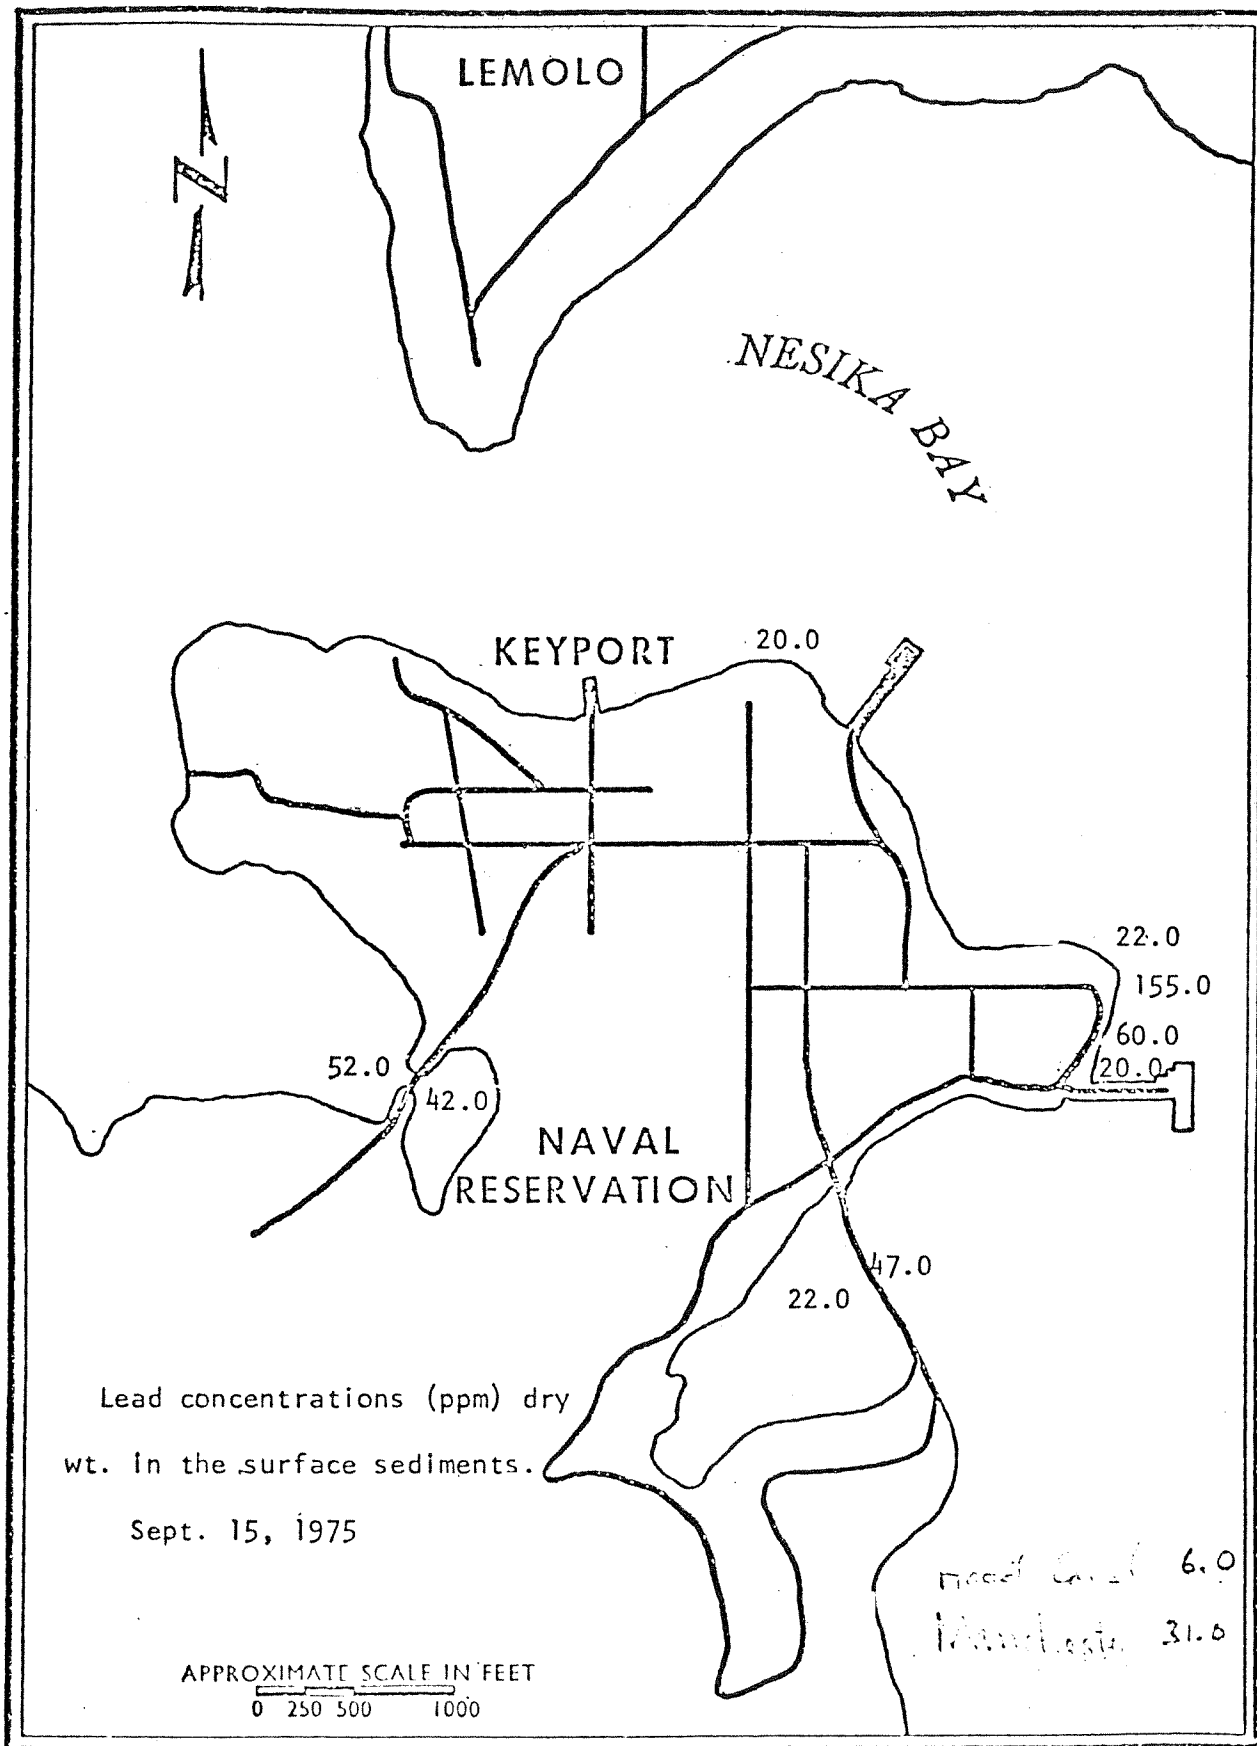 LEMOLO
N
NESIKA BAY
KEYPORT
20.0
22.0
155.0
60.0
20.0
52.0
42.0
NAVAL
RESERVATION
47.0
22.0
Lead concentrations (ppm) dry
wt. in the surface sediments.
Sept. 15, 1975
6.0
31.0
APPROXIMATE SCALE IN FEET
0 250 500 1000